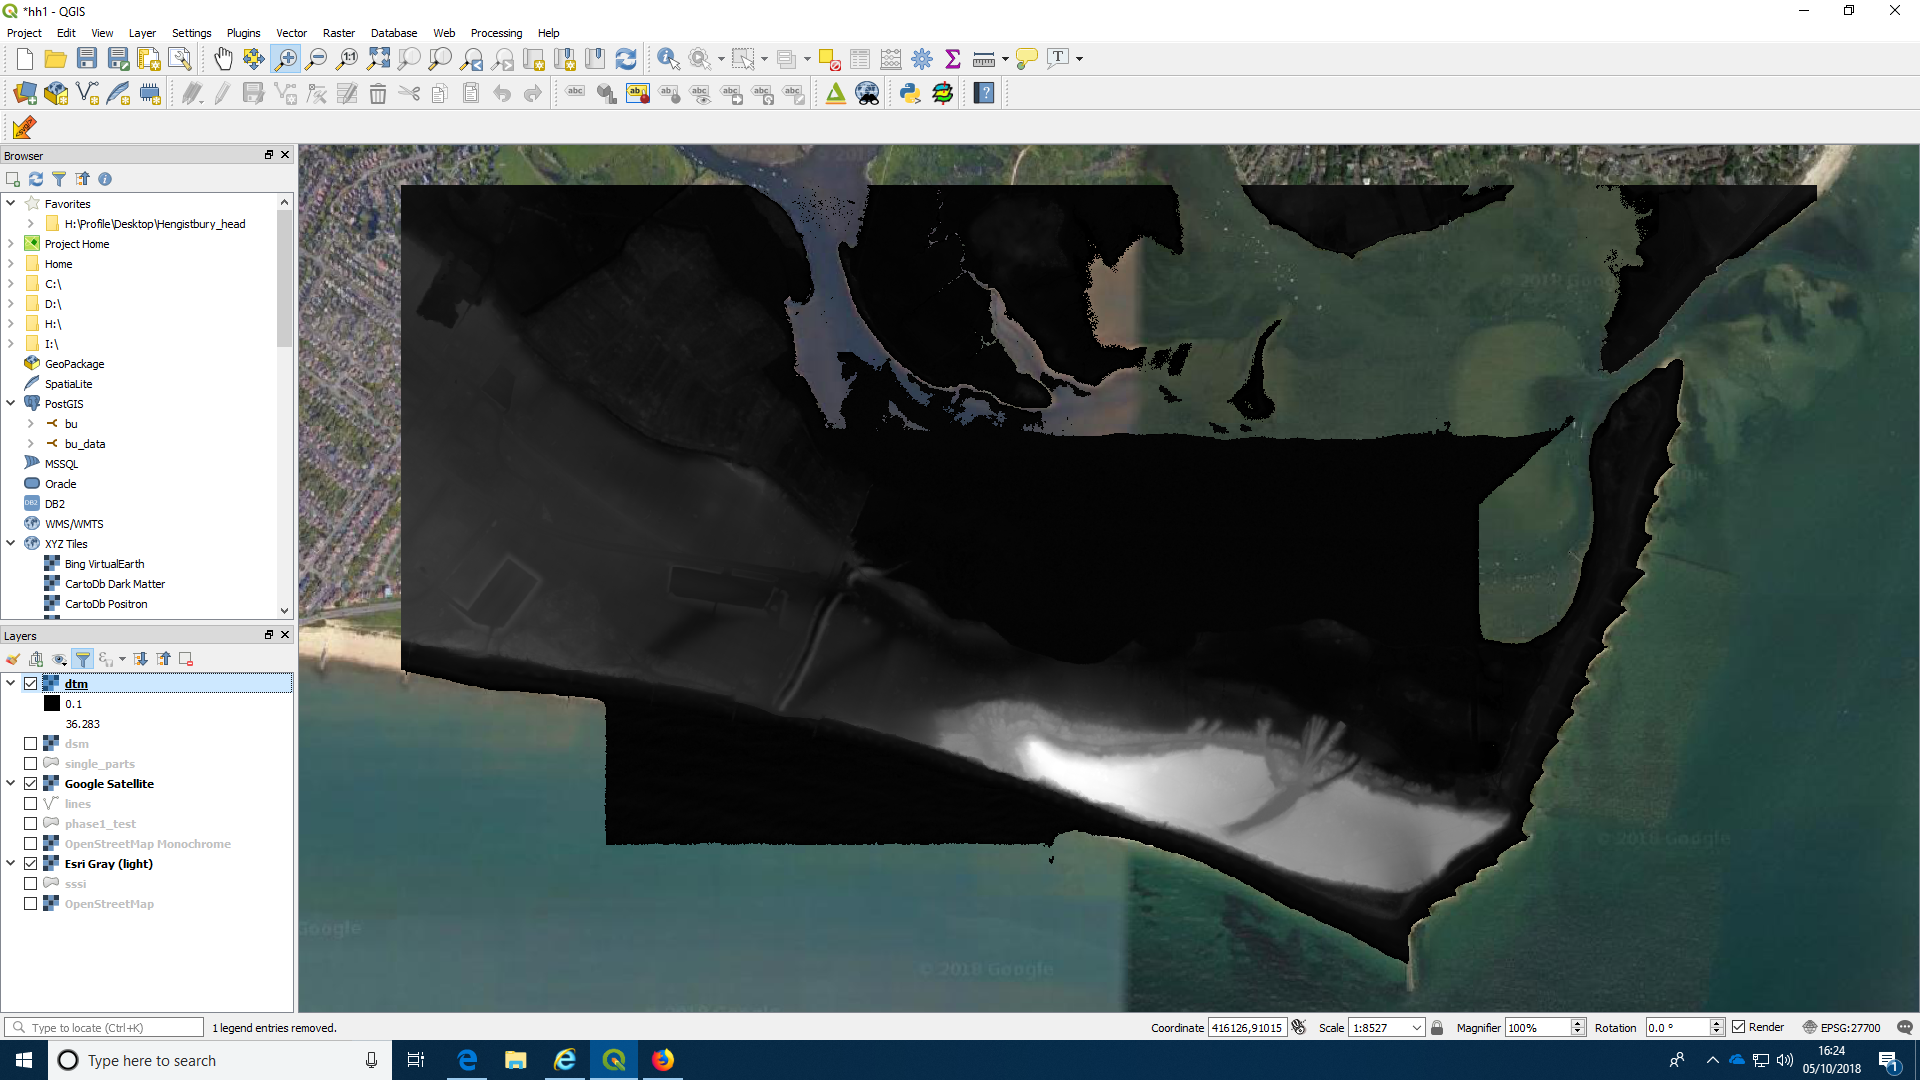 *hh1 - QGIS
Project Edit View Layer Settings Plugins Vector Raster Database Web Processing Help
Browser
Favorites
H:\Profile\Desktop\Hengistbury_head
Project Home
Home
C:\
D:\
H:\
I:\
GeoPackage
SpatiaLite
PostGIS
bu
bu_data
MSSQL
Oracle
DB2
WMS/WMTS
XYZ Tiles
Bing VirtualEarth
CartoDb Dark Matter
CartoDb Positron
Layers
dtm
0.1
36.283
dsm
single_parts
Google Satellite
lines
phase1_test
OpenStreetMap Monochrome
Esri Gray (light)
sssi
OpenStreetMap
Google
© 2018 Google
© 2018 Google
Type to locate (Ctrl+K)
1 legend entries removed.
Coordinate 416126,91015 Scale 1:8527 Magnifier 100% Rotation 0.0 ° Render EPSG:27700
Type here to search
16:24
05/10/2018
1